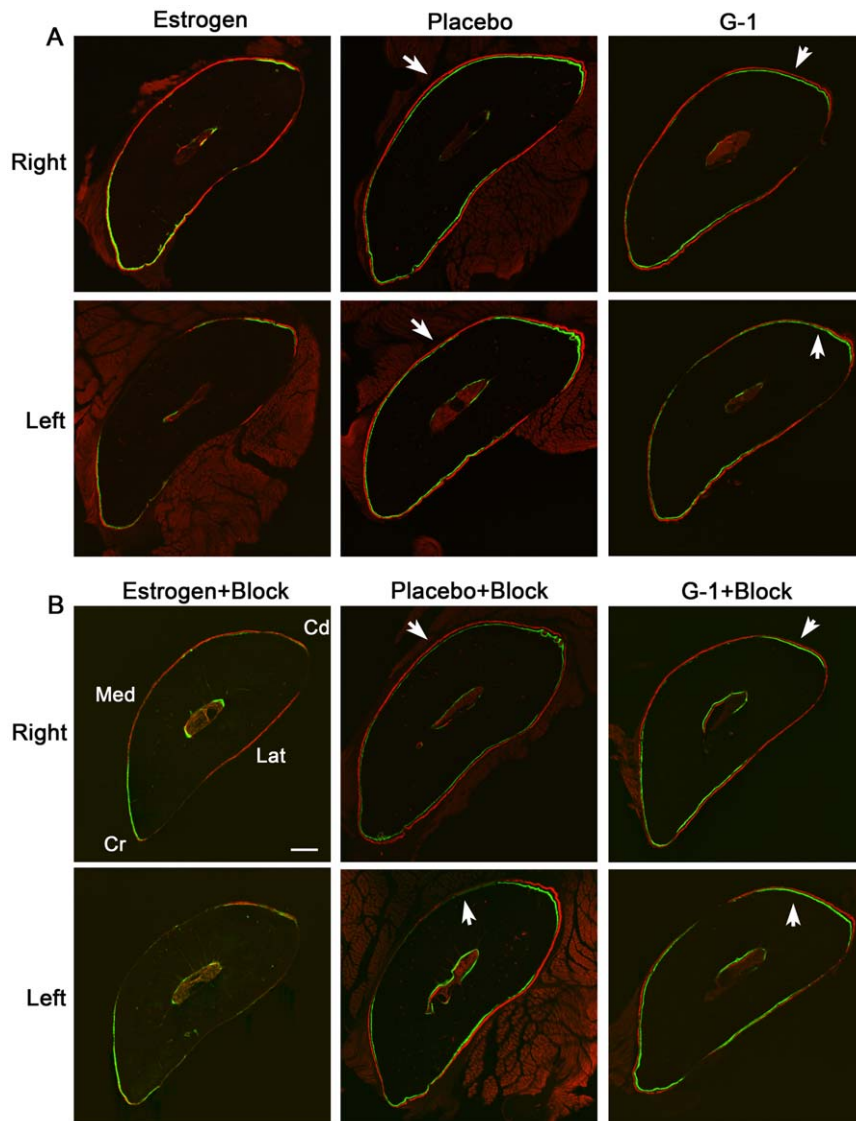 Estrogen Placebo G-1
A
Right
Left
B
Estrogen+Block Placebo+Block G-1+Block
Cd
Med
Right
Lat
Cr
Left